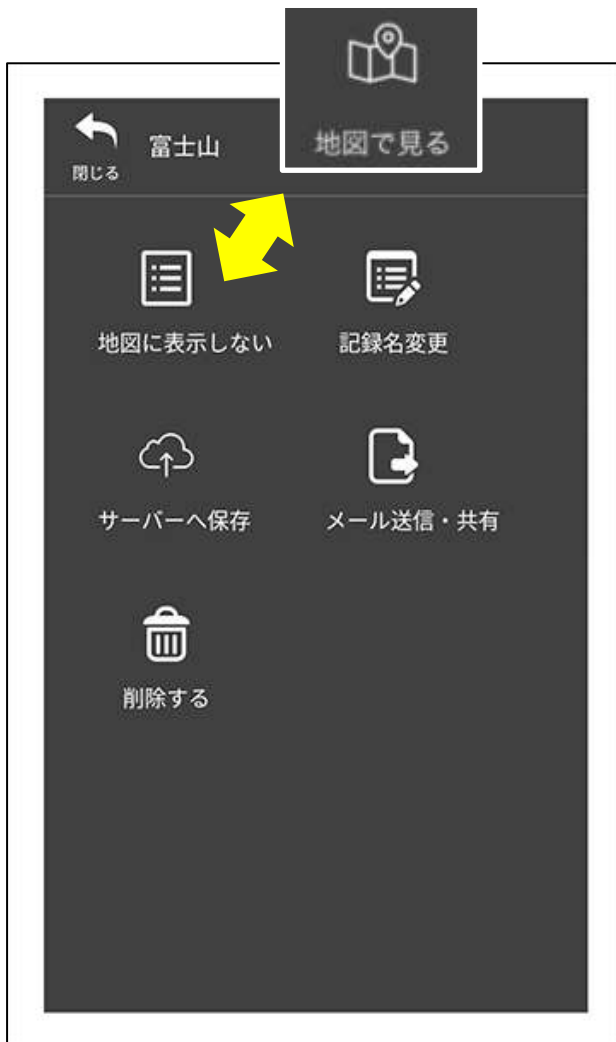 地図で見る
閉じる
富士山
地図に表示しない
記録名変更
サーバーへ保存
メール送信・共有
削除する